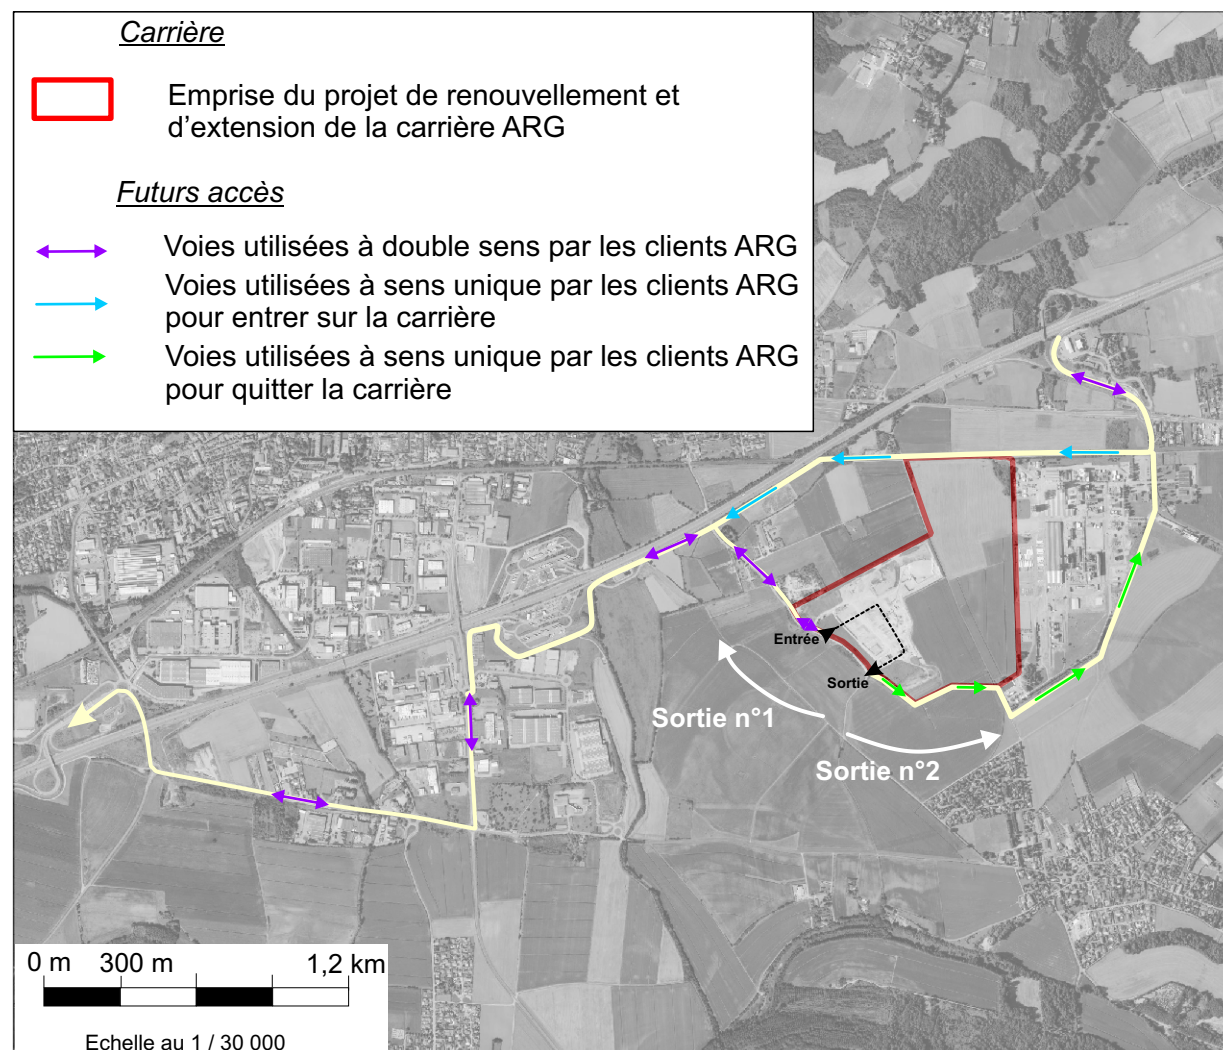 Carrière
Emprise du projet de renouvellement et
d'extension de la carrière ARG
Futurs accès
Voies utilisées à double sens par les clients ARG
Voies utilisées à sens unique par les clients ARG
pour entrer sur la carrière
Voies utilisées à sens unique par les clients ARG
pour quitter la carrière
Entrée
Sortie
Sortie n°1
Sortie n°2
0 m 300 m 1,2 km
Echelle au 1 / 30 000